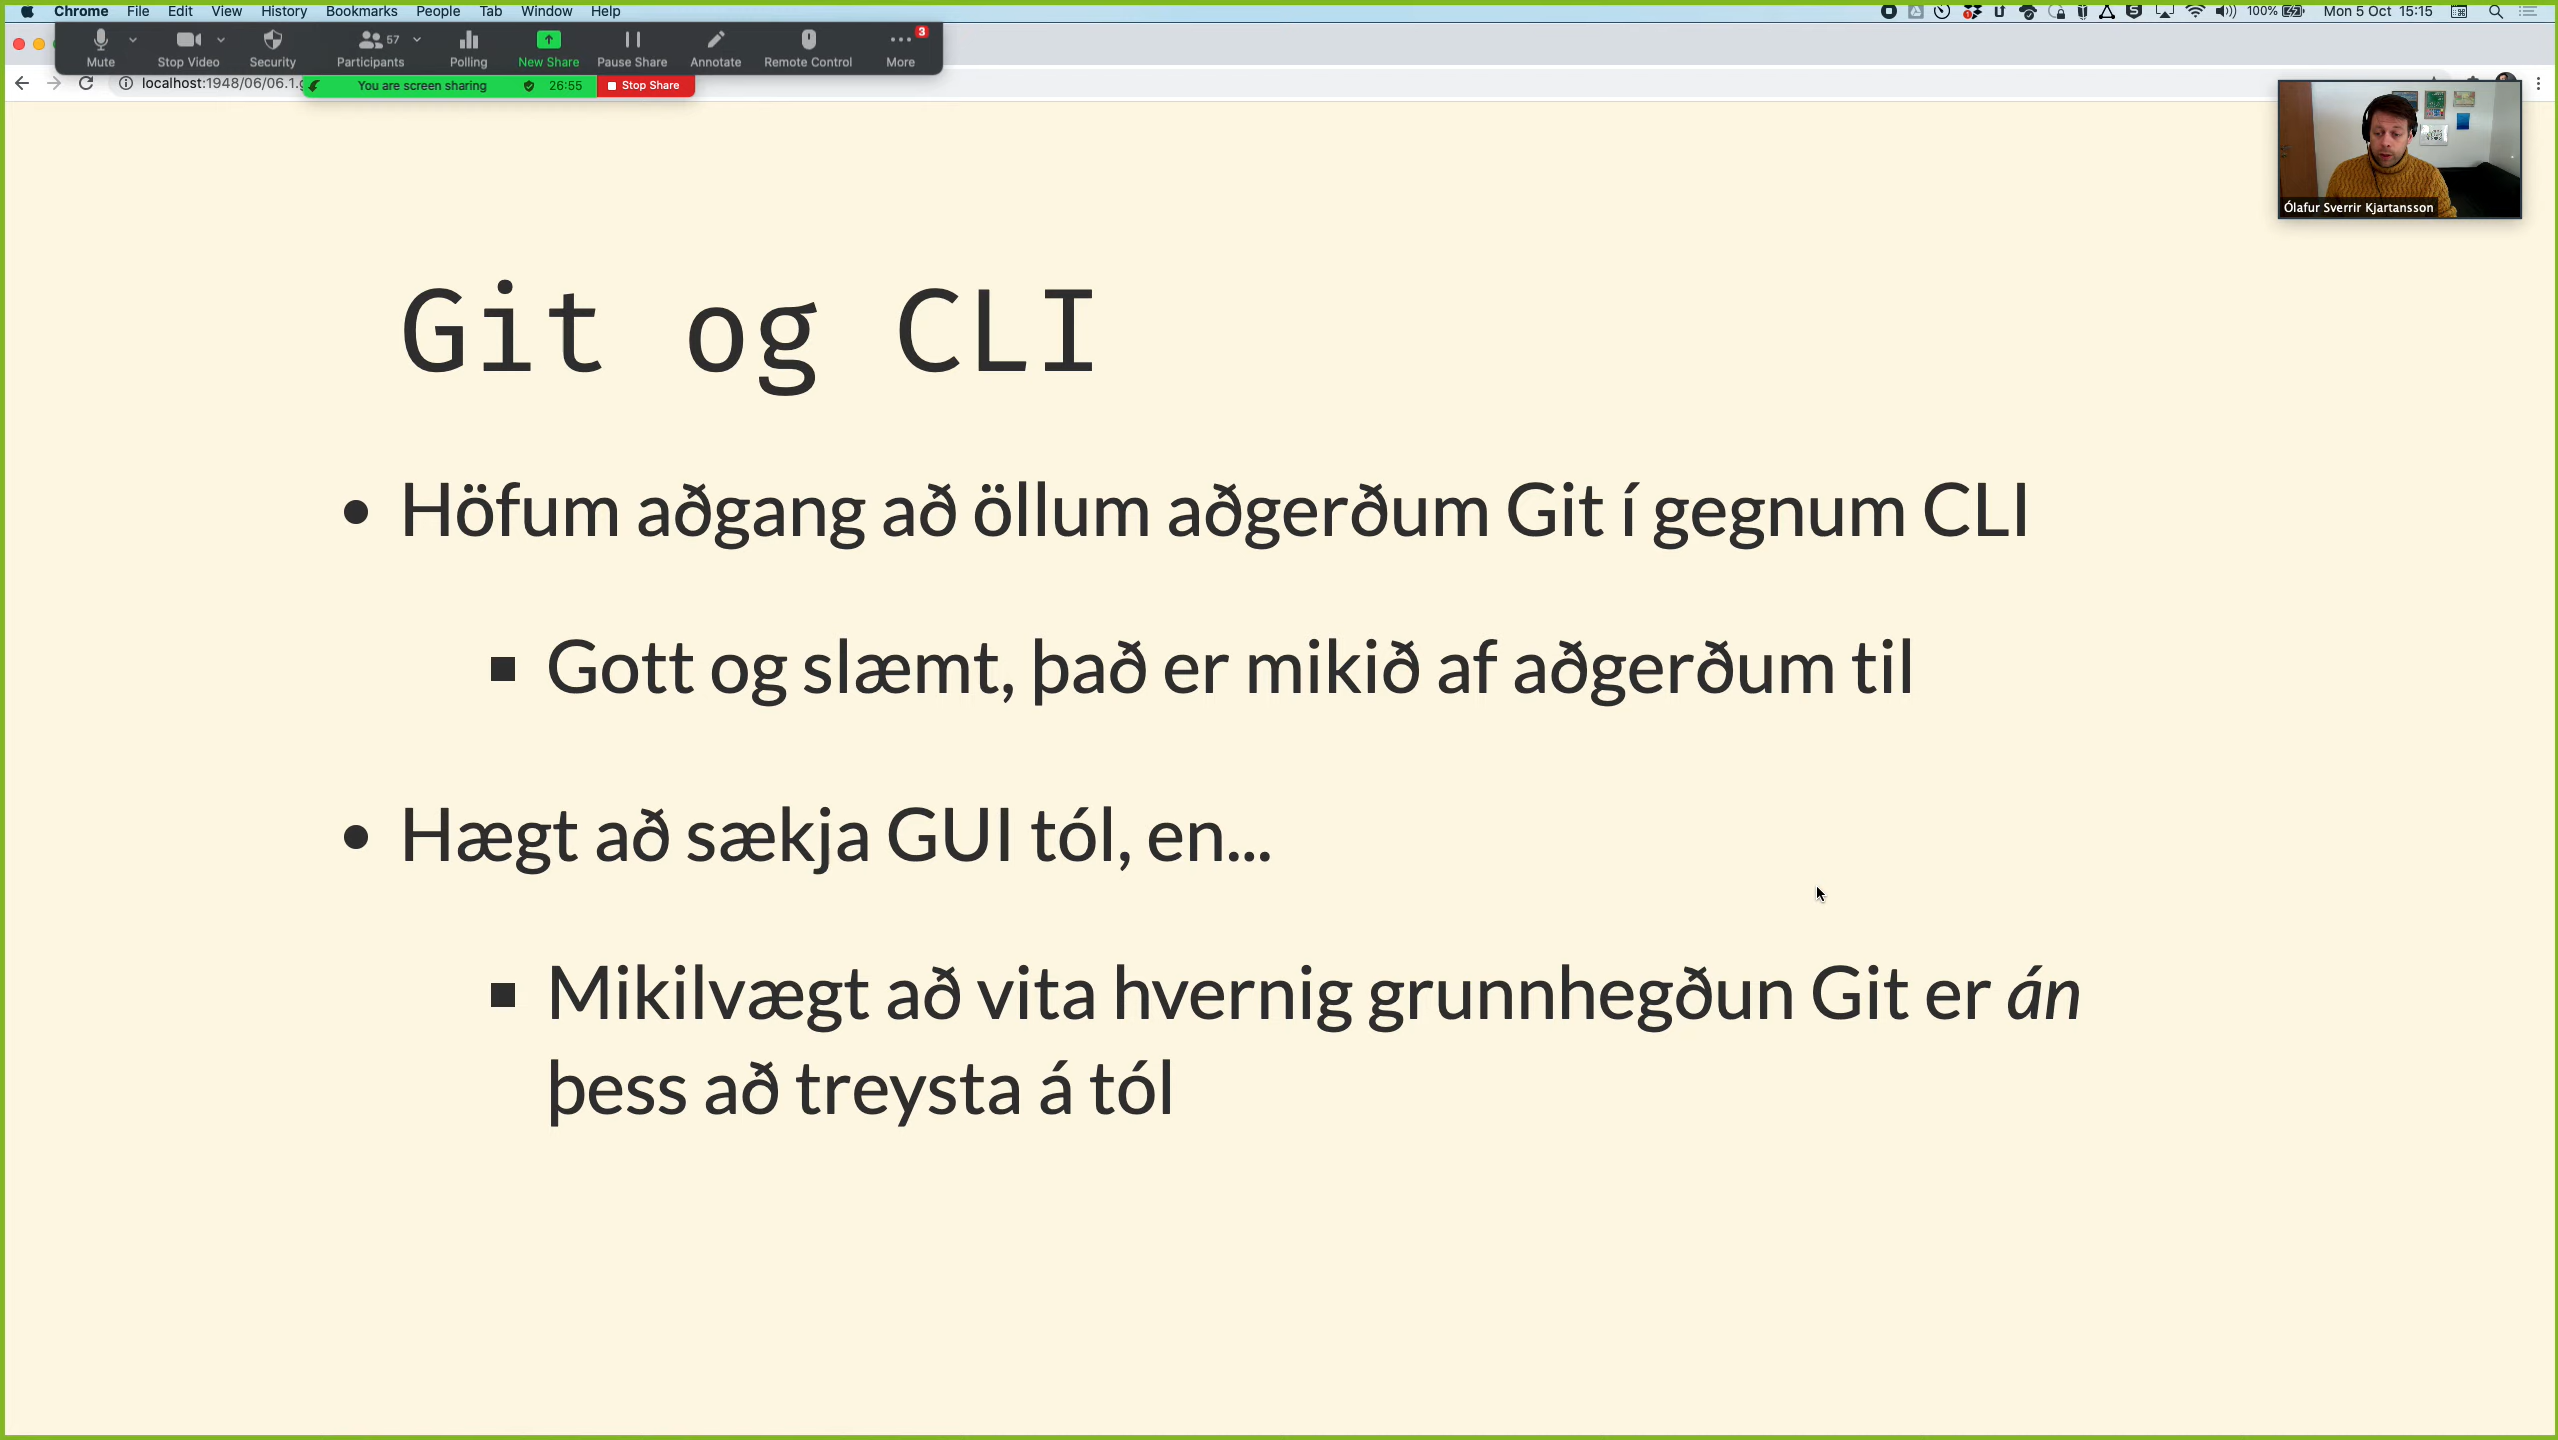 Chrome File Edit View History Bookmarks People Tab Window Help 100% Mon 5 Oct 15:15
Mute Stop Video Security Participants 57 Polling New Share Pause Share Annotate Remote Control More 3
localhost:1948/06/06.1.g You are screen sharing 26:55 Stop Share
Ólafur Sverrir Kjartansson
Git og CLI
• Höfum aðgang að öllum aðgerðum Git í gegnum CLI
▪ Gott og slæmt, það er mikið af aðgerðum til
• Hægt að sækja GUI tól, en...
▪ Mikilvægt að vita hvernig grunnhegðun Git er án
þess að treysta á tól